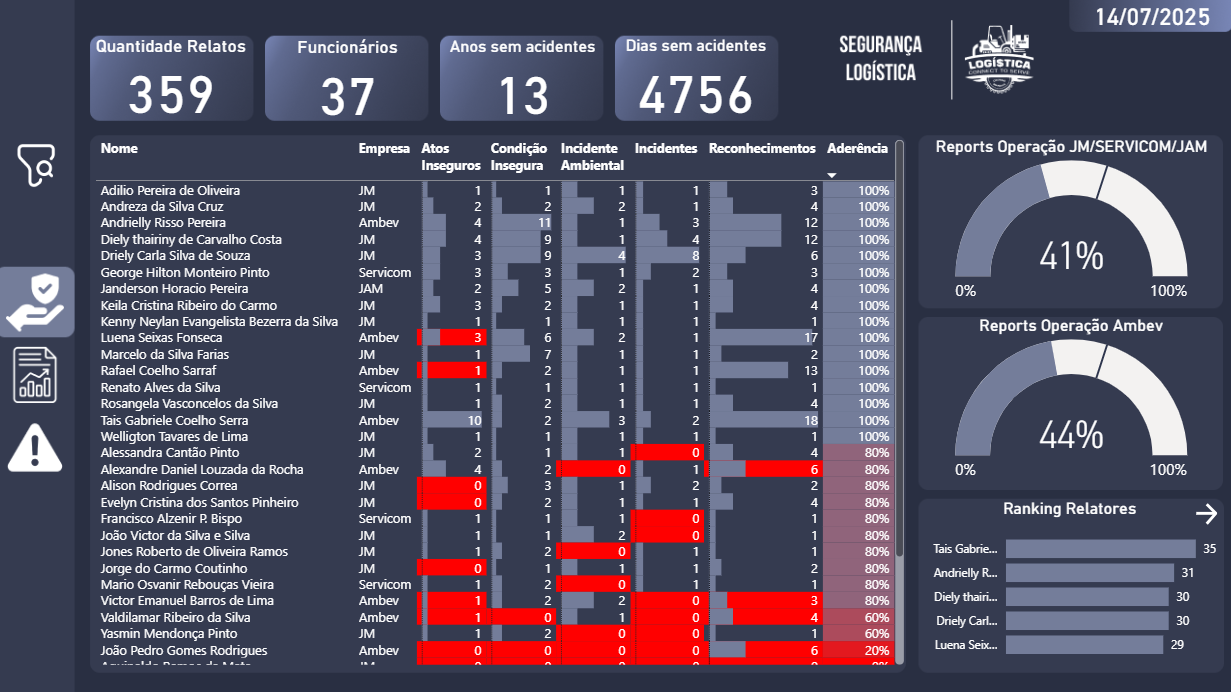 14/07/2025
Quantidade Relatos
359
Funcionários
37
Anos sem acidentes
13
Dias sem acidentes
4756
SEGURANÇA
LOGÍSTICA
LOGÍSTICA
CONNECT TO SERVE
Nome Empresa Atos Inseguros Condição Insegura Incidente Ambiental Incidentes Reconhecimentos Aderência
Adilio Pereira de Oliveira JM 1 1 1 1 3 100%
Andreza da Silva Cruz JM 2 2 2 1 4 100%
Andrielly Risso Pereira Ambev 4 11 1 3 12 100%
Diely thairiny de Carvalho Costa JM 4 9 1 4 12 100%
Driely Carla Silva de Souza JM 3 9 4 8 6 100%
George Hilton Monteiro Pinto Servicom 3 3 1 2 3 100%
Janderson Horacio Pereira JAM 2 5 2 1 4 100%
Keila Cristina Ribeiro do Carmo JM 3 2 1 1 4 100%
Kenny Neylan Evangelista Bezerra da Silva JM 1 1 1 1 1 100%
Luena Seixas Fonseca Ambev 3 6 2 1 17 100%
Marcelo da Silva Farias JM 1 7 1 1 2 100%
Rafael Coelho Sarraf Ambev 1 2 1 1 13 100%
Renato Alves da Silva Servicom 1 1 1 1 1 100%
Rosangela Vasconcelos da Silva JM 1 2 1 1 4 100%
Tais Gabriele Coelho Serra Ambev 10 2 3 2 18 100%
Welligton Tavares de Lima JM 1 1 1 1 1 100%
Alessandra Cantão Pinto JM 2 1 1 0 4 80%
Alexandre Daniel Louzada da Rocha Ambev 4 2 0 1 6 80%
Alison Rodrigues Correa JM 0 3 1 2 2 80%
Evelyn Cristina dos Santos Pinheiro JM 0 2 1 1 4 80%
Francisco Alzenir P. Bispo Servicom 1 1 1 0 1 80%
João Victor da Silva e Silva JM 1 1 2 0 1 80%
Jones Roberto de Oliveira Ramos JM 1 2 0 1 1 80%
Jorge do Carmo Coutinho JM 0 1 1 1 2 80%
Mario Osvanir Rebouças Vieira Servicom 1 2 0 1 1 80%
Victor Emanuel Barros de Lima Ambev 1 2 2 0 3 80%
Valdilamar Ribeiro da Silva Ambev 1 0 1 0 4 60%
Yasmin Mendonça Pinto JM 1 2 0 0 1 60%
João Pedro Gomes Rodrigues Ambev 0 0 0 0 6 20%
Reports Operação JM/SERVICOM/JAM
41%
0% 100%
Reports Operação Ambev
44%
0% 100%
Ranking Relatores
Tais Gabrie... 35
Andrielly R... 31
Diely thairi... 30
Driely Carl... 30
Luena Seix... 29